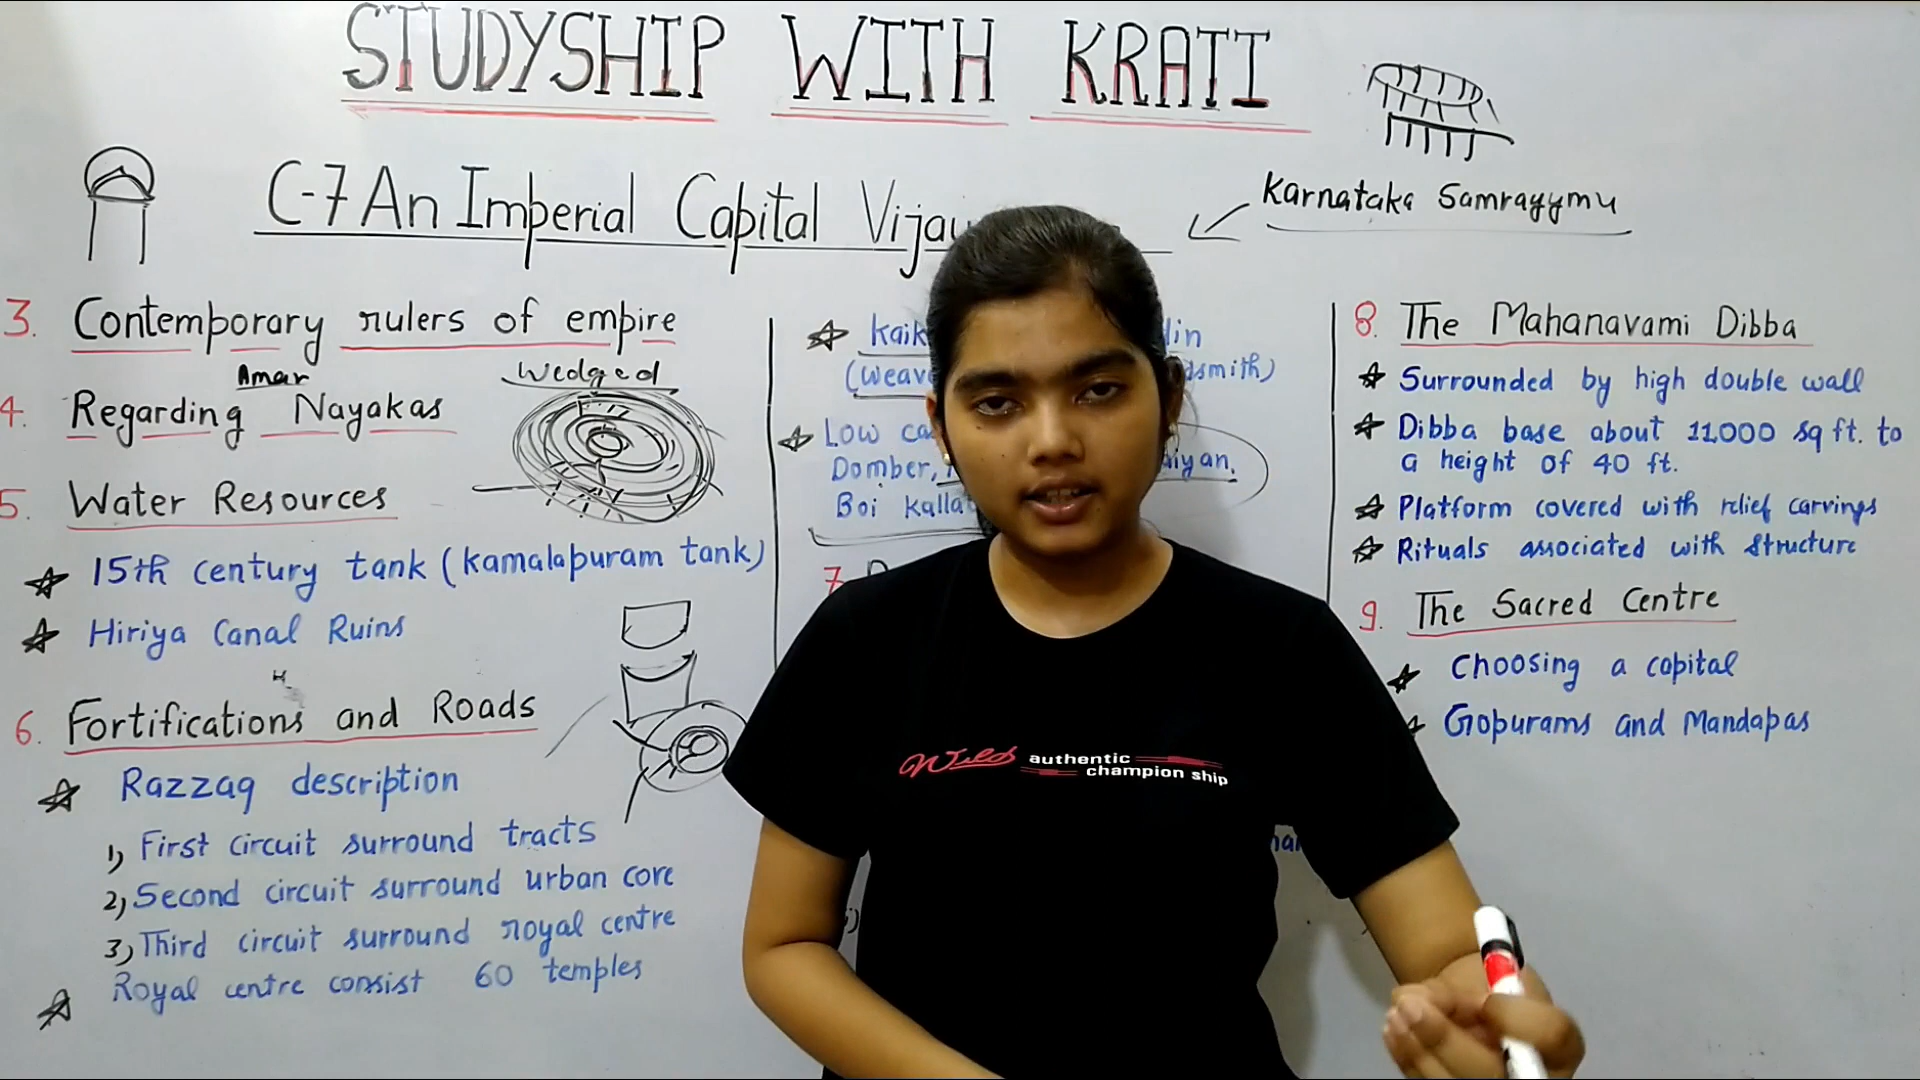 STUDYSHIP WITH KRATI
C-7 An Imperial Capital
Karnataka Samrayymu
3. Contemporary rulers of empire
Amar
4. Regarding Nayakas
Wedged
5. Water Resources
15th century tank (Kamalapuram tank)
Hiriya Canal Ruins
6. Fortifications and Roads
Razzaq description
1) First circuit surround tracts
2) Second circuit surround urban core
3) Third circuit surround royal centre
Royal centre consist 60 temples
Low
Domber,
Boi
7.
8. The Mahanavami Dibba
Surrounded by high double wall
Dibba base about 11000 sq ft. to
a height of 40 ft.
Platform covered with relief carvings
Rituals associated with structure
9. The Sacred Centre
Choosing a capital
Gopurams and Mandapas
Wild authentic
champion ship